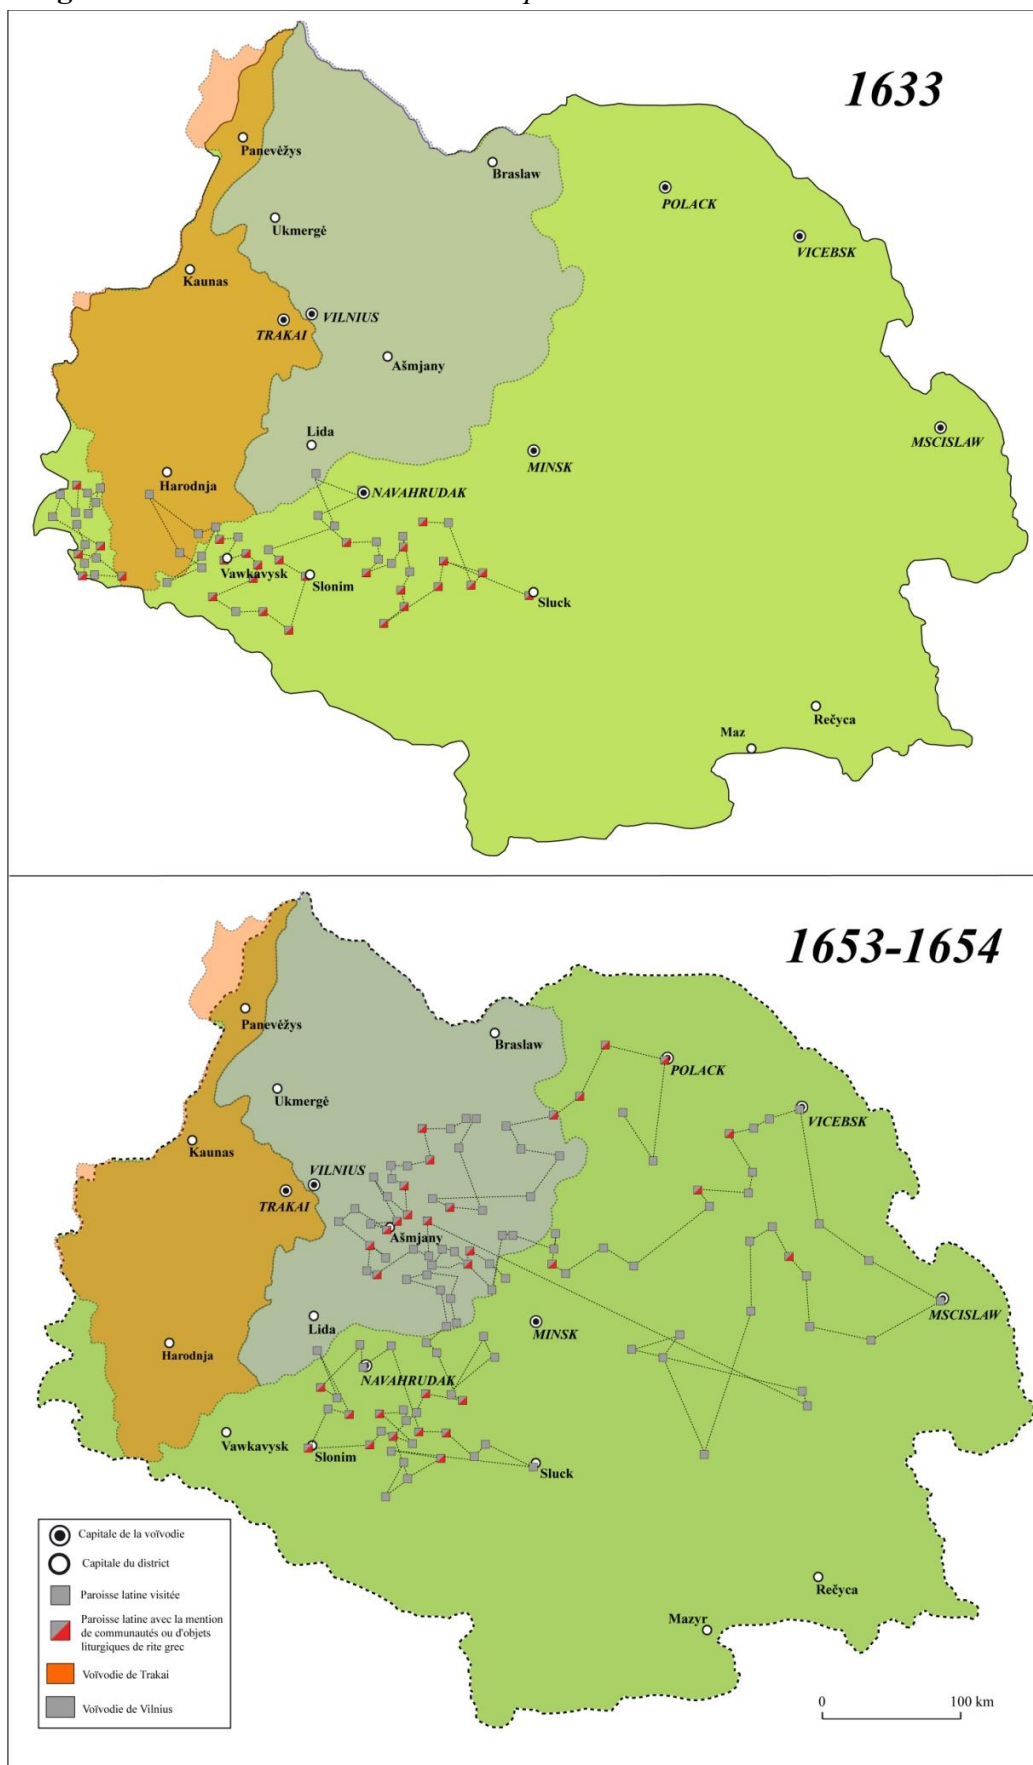 1633
Panevėžys
Braslaw
POLACK
Ukmergė
VICEBSK
Kaunas
VILNIUS
TRAKAI
Ašmjany
Lida
MSCISLAW
MINSK
Harodnja
NAVAHRUDAK
Vawkavysk
Slonim
Sluck
Rečyca
Maz
1653-1654
Panevėžys
Braslaw
POLACK
Ukmergė
VICEBSK
Kaunas
VILNIUS
TRAKAI
Ašmjany
MSCISLAW
Lida
MINSK
Harodnja
NAVAHRUDAK
Vawkavysk
Slonim
Sluck
Capitale de la voïvodie
Capitale du district
Paroisse latine visitée
Paroisse latine avec la mention
de communautés ou d'objets
liturgiques de rite grec
Voïvodie de Trakai
Voïvodie de Vilnius
Rečyca
Mazyr
0 100 km